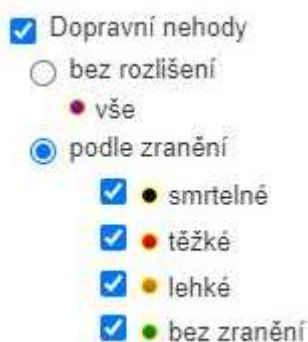 Dopravní nehody
bez rozlišení
vše
podle zranění
smrtelné
těžké
lehké
bez zranění